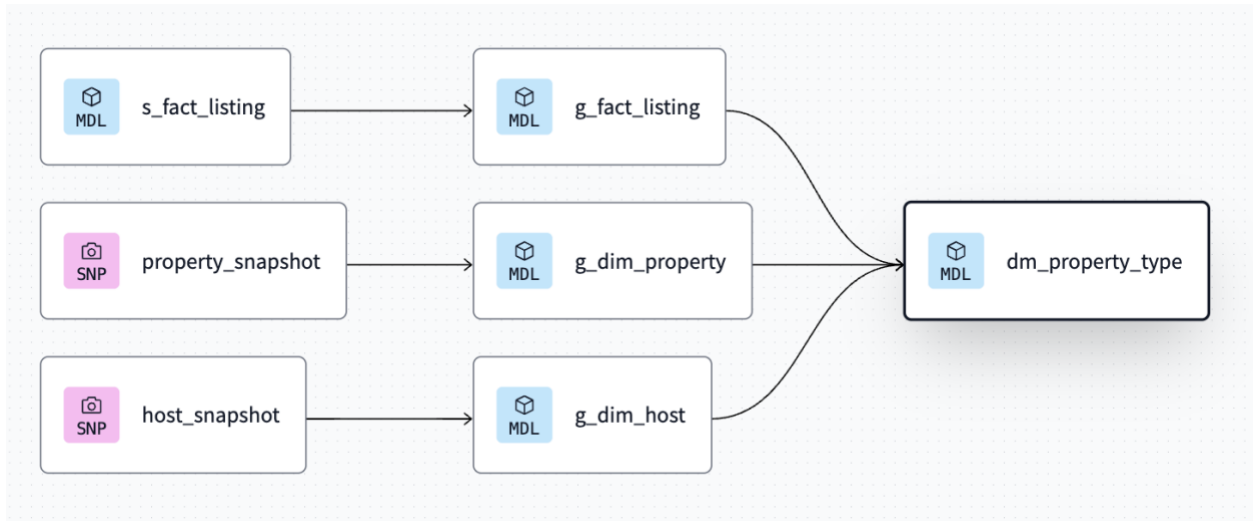 MDL
s_fact_listing
MDL
g_fact_listing
SNP
property_snapshot
MDL
g_dim_property
MDL
dm_property_type
SNP
host_snapshot
MDL
g_dim_host